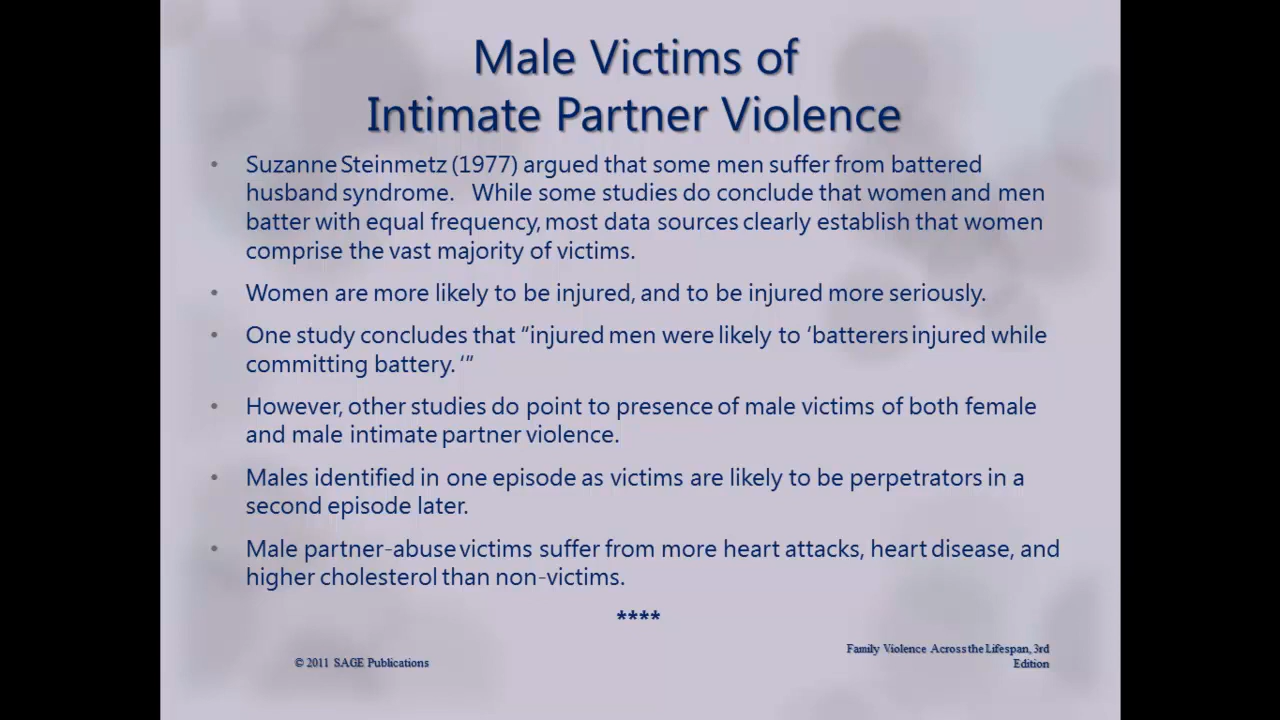 Male Victims of
Intimate Partner Violence
• Suzanne Steinmetz (1977) argued that some men suffer from battered
husband syndrome. While some studies do conclude that women and men
batter with equal frequency, most data sources clearly establish that women
comprise the vast majority of victims.
• Women are more likely to be injured, and to be injured more seriously.
• One study concludes that “injured men were likely to ‘batterers injured while
committing battery. ‘”
• However, other studies do point to presence of male victims of both female
and male intimate partner violence.
• Males identified in one episode as victims are likely to be perpetrators in a
second episode later.
• Male partner-abuse victims suffer from more heart attacks, heart disease, and
higher cholesterol than non-victims.
****
© 2011 SAGE Publications
Family Violence Across the Lifespan, 3rd
Edition